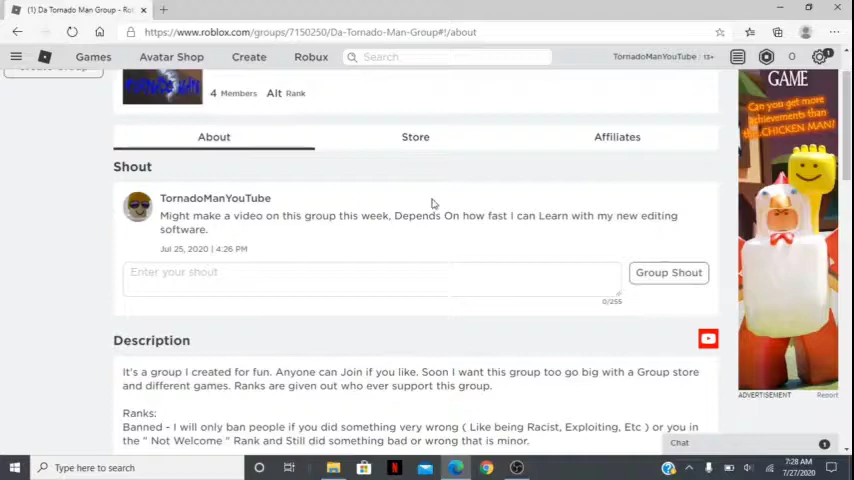 (1) Da Tornado Man Group - Rob
https://www.roblox.com/groups/7150250/Da-Tornado-Man-Group#!/about
Games Avatar Shop Create Robux Search TornadoManYouTube : 13+ 0 1
Create Group
4 Members Alt Rank
About Store Affiliates
Shout
TornadoManYouTube
Might make a video on this group this week, Depends On how fast I can Learn with my new editing
software.
Jul 25, 2020 | 4:26 PM
Enter your shout Group Shout
0/255
Description
It's a group I created for fun. Anyone can Join if you like. Soon I want this group too go big with a Group store
and different games. Ranks are given out who ever support this group.
Ranks:
Banned - I will only ban people if you did something very wrong ( Like being Racist, Exploiting, Etc ) or you in
the " Not Welcome " Rank and Still did something bad or wrong that is minor.
GAME
Can you get more
achievements than
the CHICKEN MAN?
ADVERTISEMENT Report
Chat 1
Type here to search
7:28 AM
7/27/2020